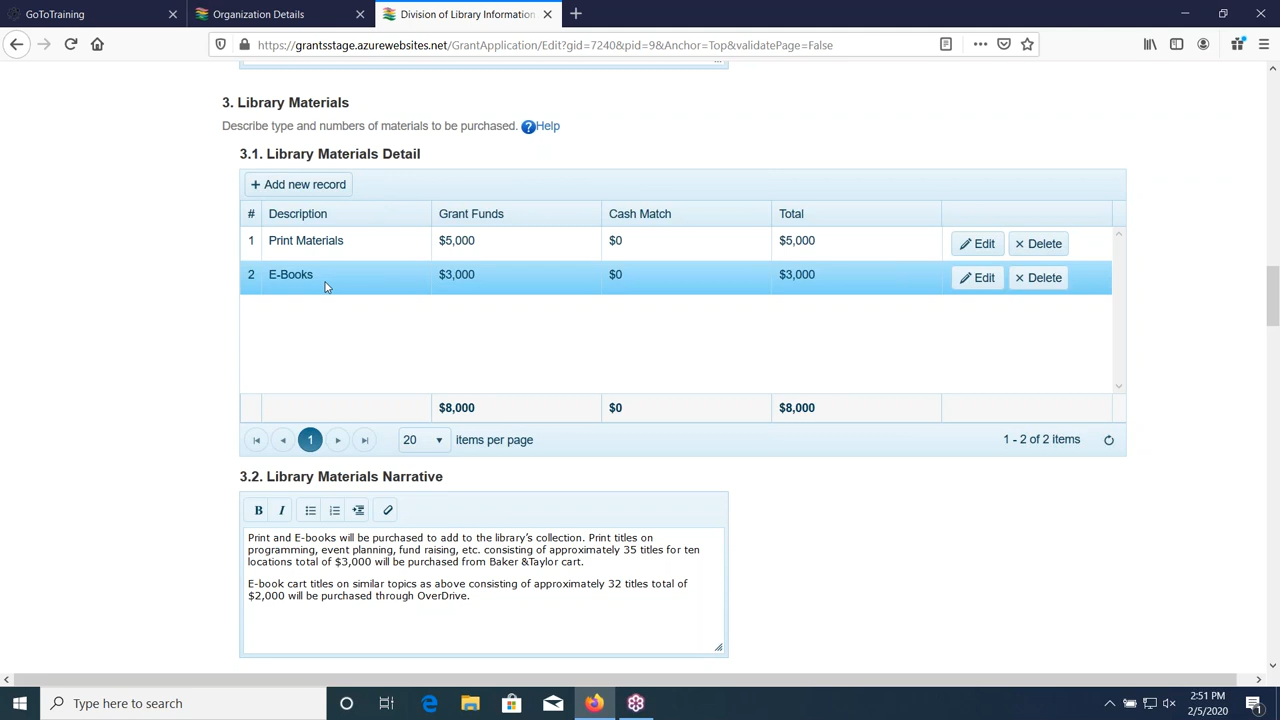 GoToTraining
Organization Details
Division of Library Information
https://grantsstage.azurewebsites.net/GrantApplication/Edit?gid=7240&pid=9&Anchor=Top&validatePage=False
3. Library Materials
Describe type and numbers of materials to be purchased. ?Help
3.1. Library Materials Detail
+ Add new record
# Description Grant Funds Cash Match Total
1 Print Materials $5,000 $0 $5,000 Edit × Delete
2 E-Books $3,000 $0 $3,000 Edit × Delete
$8,000 $0 $8,000
1 20 items per page 1 - 2 of 2 items
3.2. Library Materials Narrative
B I
Print and E-books will be purchased to add to the library's collection. Print titles on
programming, event planning, fund raising, etc. consisting of approximately 35 titles for ten
locations total of $3,000 will be purchased from Baker &Taylor cart.
E-book cart titles on similar topics as above consisting of approximately 32 titles total of
$2,000 will be purchased through OverDrive.
Type here to search
2:51 PM
2/5/2020
1